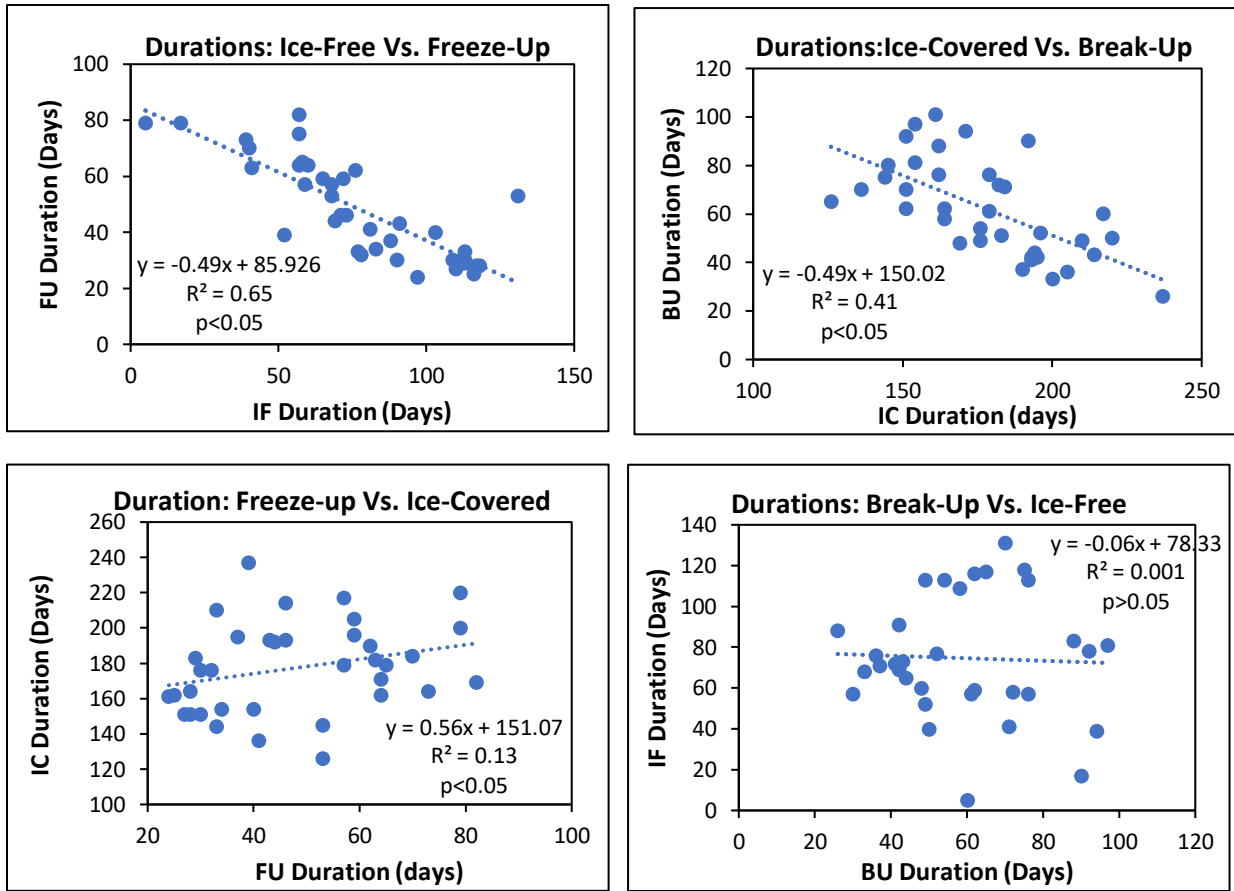 Durations: Ice-Free Vs. Freeze-Up
100
80
60
40
20
0
FU Duration (Days)
y = -0.49x + 85.926
R² = 0.65
p<0.05
0 50 100 150
IF Duration (Days)
Durations:Ice-Covered Vs. Break-Up
120
100
80
60
40
20
0
BU Duration (Days)
y = -0.49x + 150.02
R² = 0.41
p<0.05
100 150 200 250
IC Duration (days)
Duration: Freeze-up Vs. Ice-Covered
260
240
220
200
180
160
140
120
100
IC Duration (Days)
y = 0.56x + 151.07
R² = 0.13
p<0.05
20 40 60 80 100
FU Duration (days)
Durations: Break-Up Vs. Ice-Free
140
120
100
80
60
40
20
0
IF Duration (Days)
y = -0.06x + 78.33
R² = 0.001
p>0.05
0 20 40 60 80 100 120
BU Duration (Days)